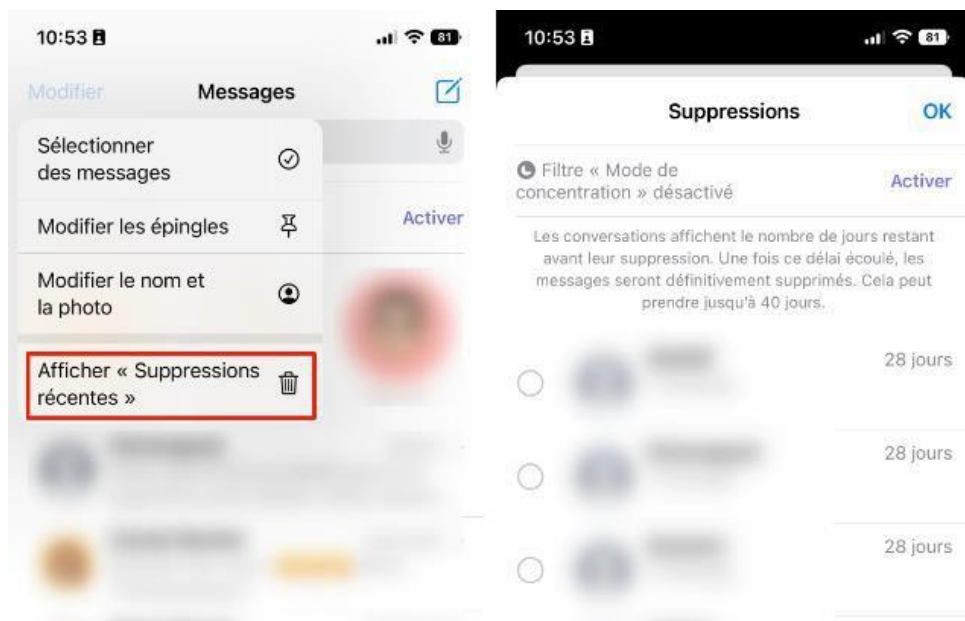 10:53
81
Modifier
Messages
Sélectionner
des messages
Modifier les épingles
Activer
Modifier le nom et
la photo
Afficher « Suppressions
récentes »
10:53
81
Suppressions
OK
Filtre « Mode de
concentration » désactivé
Activer
Les conversations affichent le nombre de jours restant
avant leur suppression. Une fois ce délai écoulé, les
messages seront définitivement supprimés. Cela peut
prendre jusqu'à 40 jours.
28 jours
28 jours
28 jours